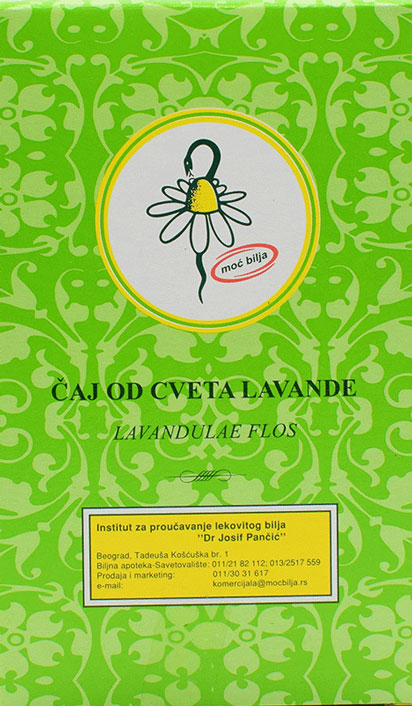 moć bilja
ČAJ OD CVETA LAVANDE
LAVANDULAE FLOS
Institut za proučavanje lekovitog bilja
''Dr Josif Pančić''
Beograd, Tadeuša Košćuška br. 1
Biljna apoteka-Savetovalište: 011/21 82 112; 013/2517 559
Prodaja i marketing: 011/30 31 617
e-mail: komercijala@mocbilja.rs